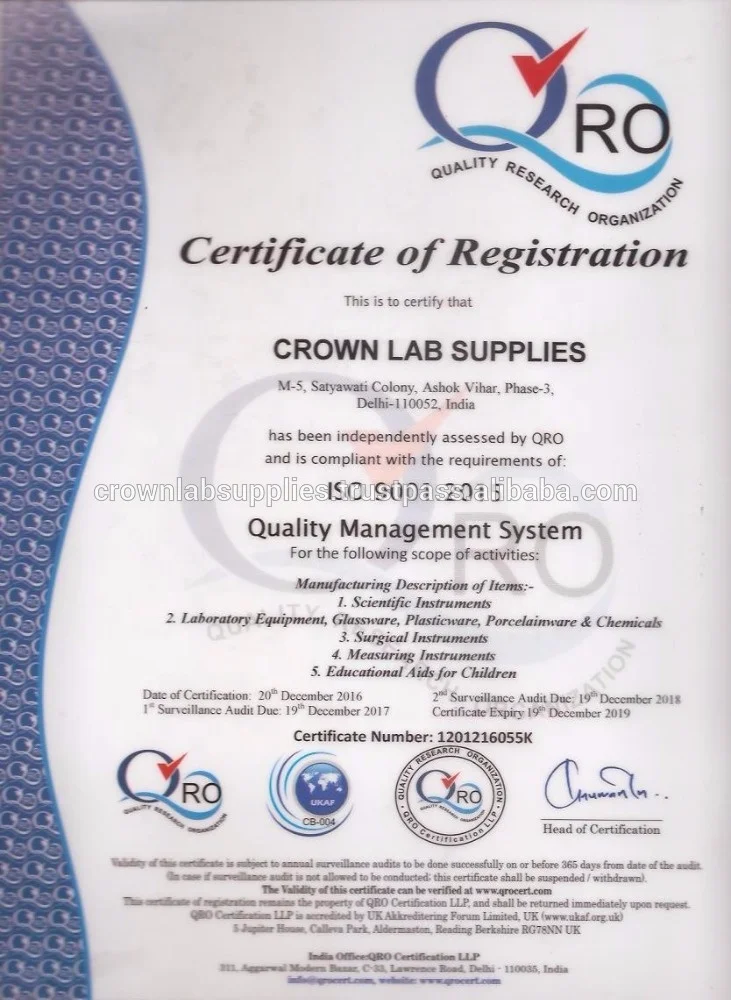 QRO
QUALITY RESEARCH ORGANIZATION
Certificate of Registration
This is to certify that
CROWN LAB SUPPLIES
M-5, Satyawati Colony, Ashok Vihar, Phase-3,
Delhi-110052, India
has been independently assessed by QRO
and is compliant with the requirements of:
ISO 9001:2015
crownlabsupplies.trustpass.alibaba.com
Quality Management System
For the following scope of activities:
Manufacturing Description of Items:-
1. Scientific Instruments
2. Laboratory Equipment, Glassware, Plasticware, Porcelainware & Chemicals
3. Surgical Instruments
4. Measuring Instruments
5. Educational Aids for Children
Date of Certification: 20th December 2016
2nd Surveillance Audit Due: 19th December 2018
1st Surveillance Audit Due: 19th December 2017
Certificate Expiry 19th December 2019
Certificate Number: 1201216055K
QRO
QUALITY RESEARCH ORGANIZATION
UKAF
CB-004
QUALITY RESEARCH ORGANIZATION
QRO
QRO Certification LLP
Head of Certification
Validity of this certificate is subject to annual surveillance audits to be done successfully on or before 365 days from date of the audit.
(In case if surveillance audit is not allowed to be conducted; this certificate shall be suspended / withdrawn).
The Validity of this certificate can be verified at www.qrocert.com
This certificate of registration remains the property of QRO Certification LLP, and shall be returned immediately upon request.
QRO Certification LLP is accredited by UK Akkreditering Forum Limited, UK (www.ukaf.org.uk)
5 Jupiter House, Calleva Park, Aldermaston, Reading Berkshire RG78NN UK
India Office:QRO Certification LLP
211, Aggarwal Modern Bazar, C-33, Lawrence Road, Delhi - 110035, India
info@qrocert.com, website: www.qrocert.com